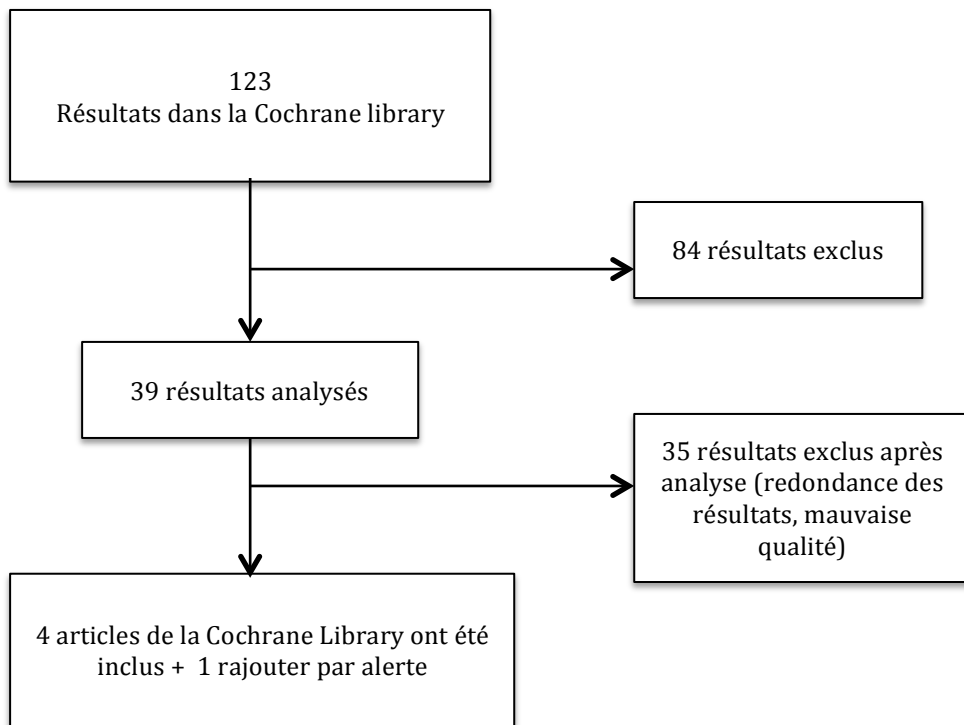 123
Résultats dans la Cochrane library
84 résultats exclus
39 résultats analysés
35 résultats exclus après
analyse (redondance des
résultats, mauvaise
qualité)
4 articles de la Cochrane Library ont été
inclus + 1 rajouter par alerte